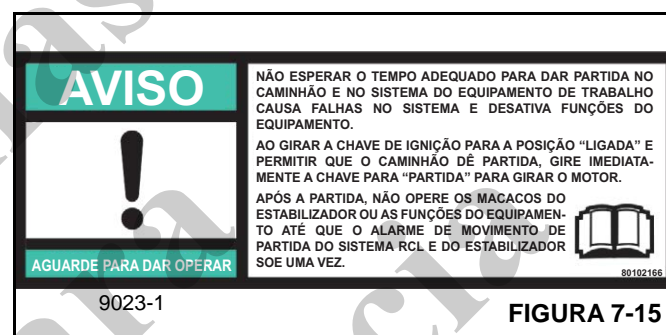 AVISO
AGUARDE PARA DAR OPERAR
NÃO ESPERAR O TEMPO ADEQUADO PARA DAR PARTIDA NO
CAMINHÃO E NO SISTEMA DO EQUIPAMENTO DE TRABALHO
CAUSA FALHAS NO SISTEMA E DESATIVA FUNÇÕES DO
EQUIPAMENTO.
AO GIRAR A CHAVE DE IGNIÇÃO PARA A POSIÇÃO “LIGADA” E
PERMITIR QUE O CAMINHÃO DÊ PARTIDA, GIRE IMEDIATA-
MENTE A CHAVE PARA “PARTIDA” PARA GIRAR O MOTOR.
APÓS A PARTIDA, NÃO OPERE OS MACACOS DO
ESTABILIZADOR OU AS FUNÇÕES DO EQUIPAMEN-
TO ATÉ QUE O ALARME DE MOVIMENTO DE
PARTIDA DO SISTEMA RCL E DO ESTABILIZADOR
SOE UMA VEZ.
80102166
9023-1
FIGURA 7-15